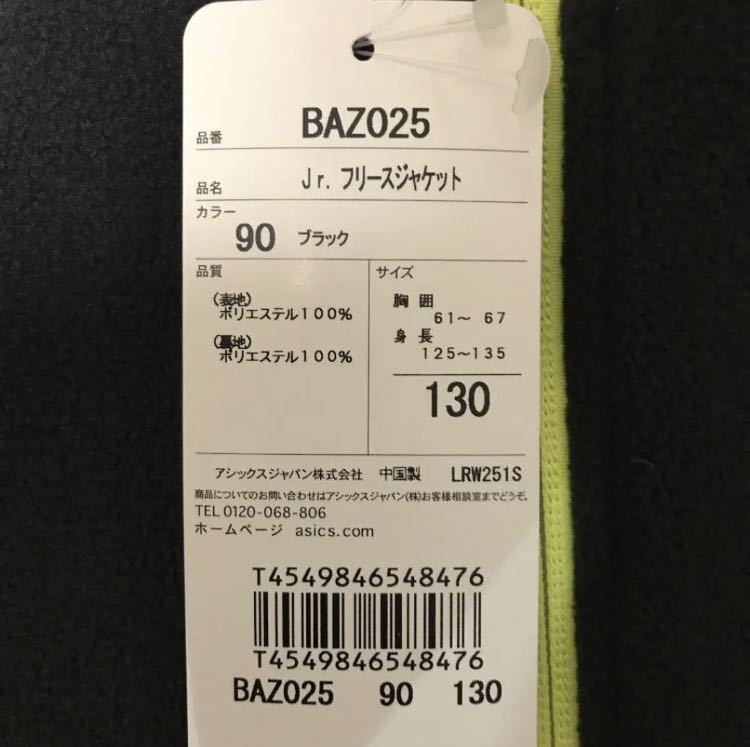 品番 BAZ025
品名 Jr. フリースジャケット
カラー
90 ブラック
品質
(表地)
ポリエステル100%
(裏地)
ポリエステル100%
サイズ
胸囲
61～ 67
身長
125～135
130
アシックスジャパン株式会社 中国製 LRW251S
商品についてのお問い合わせはアシックスジャパン(株)お客様相談室までどうぞ。
TEL 0120-068-806
ホームページ asics.com
T4549846548476
T4549846548476
BAZ025 90 130